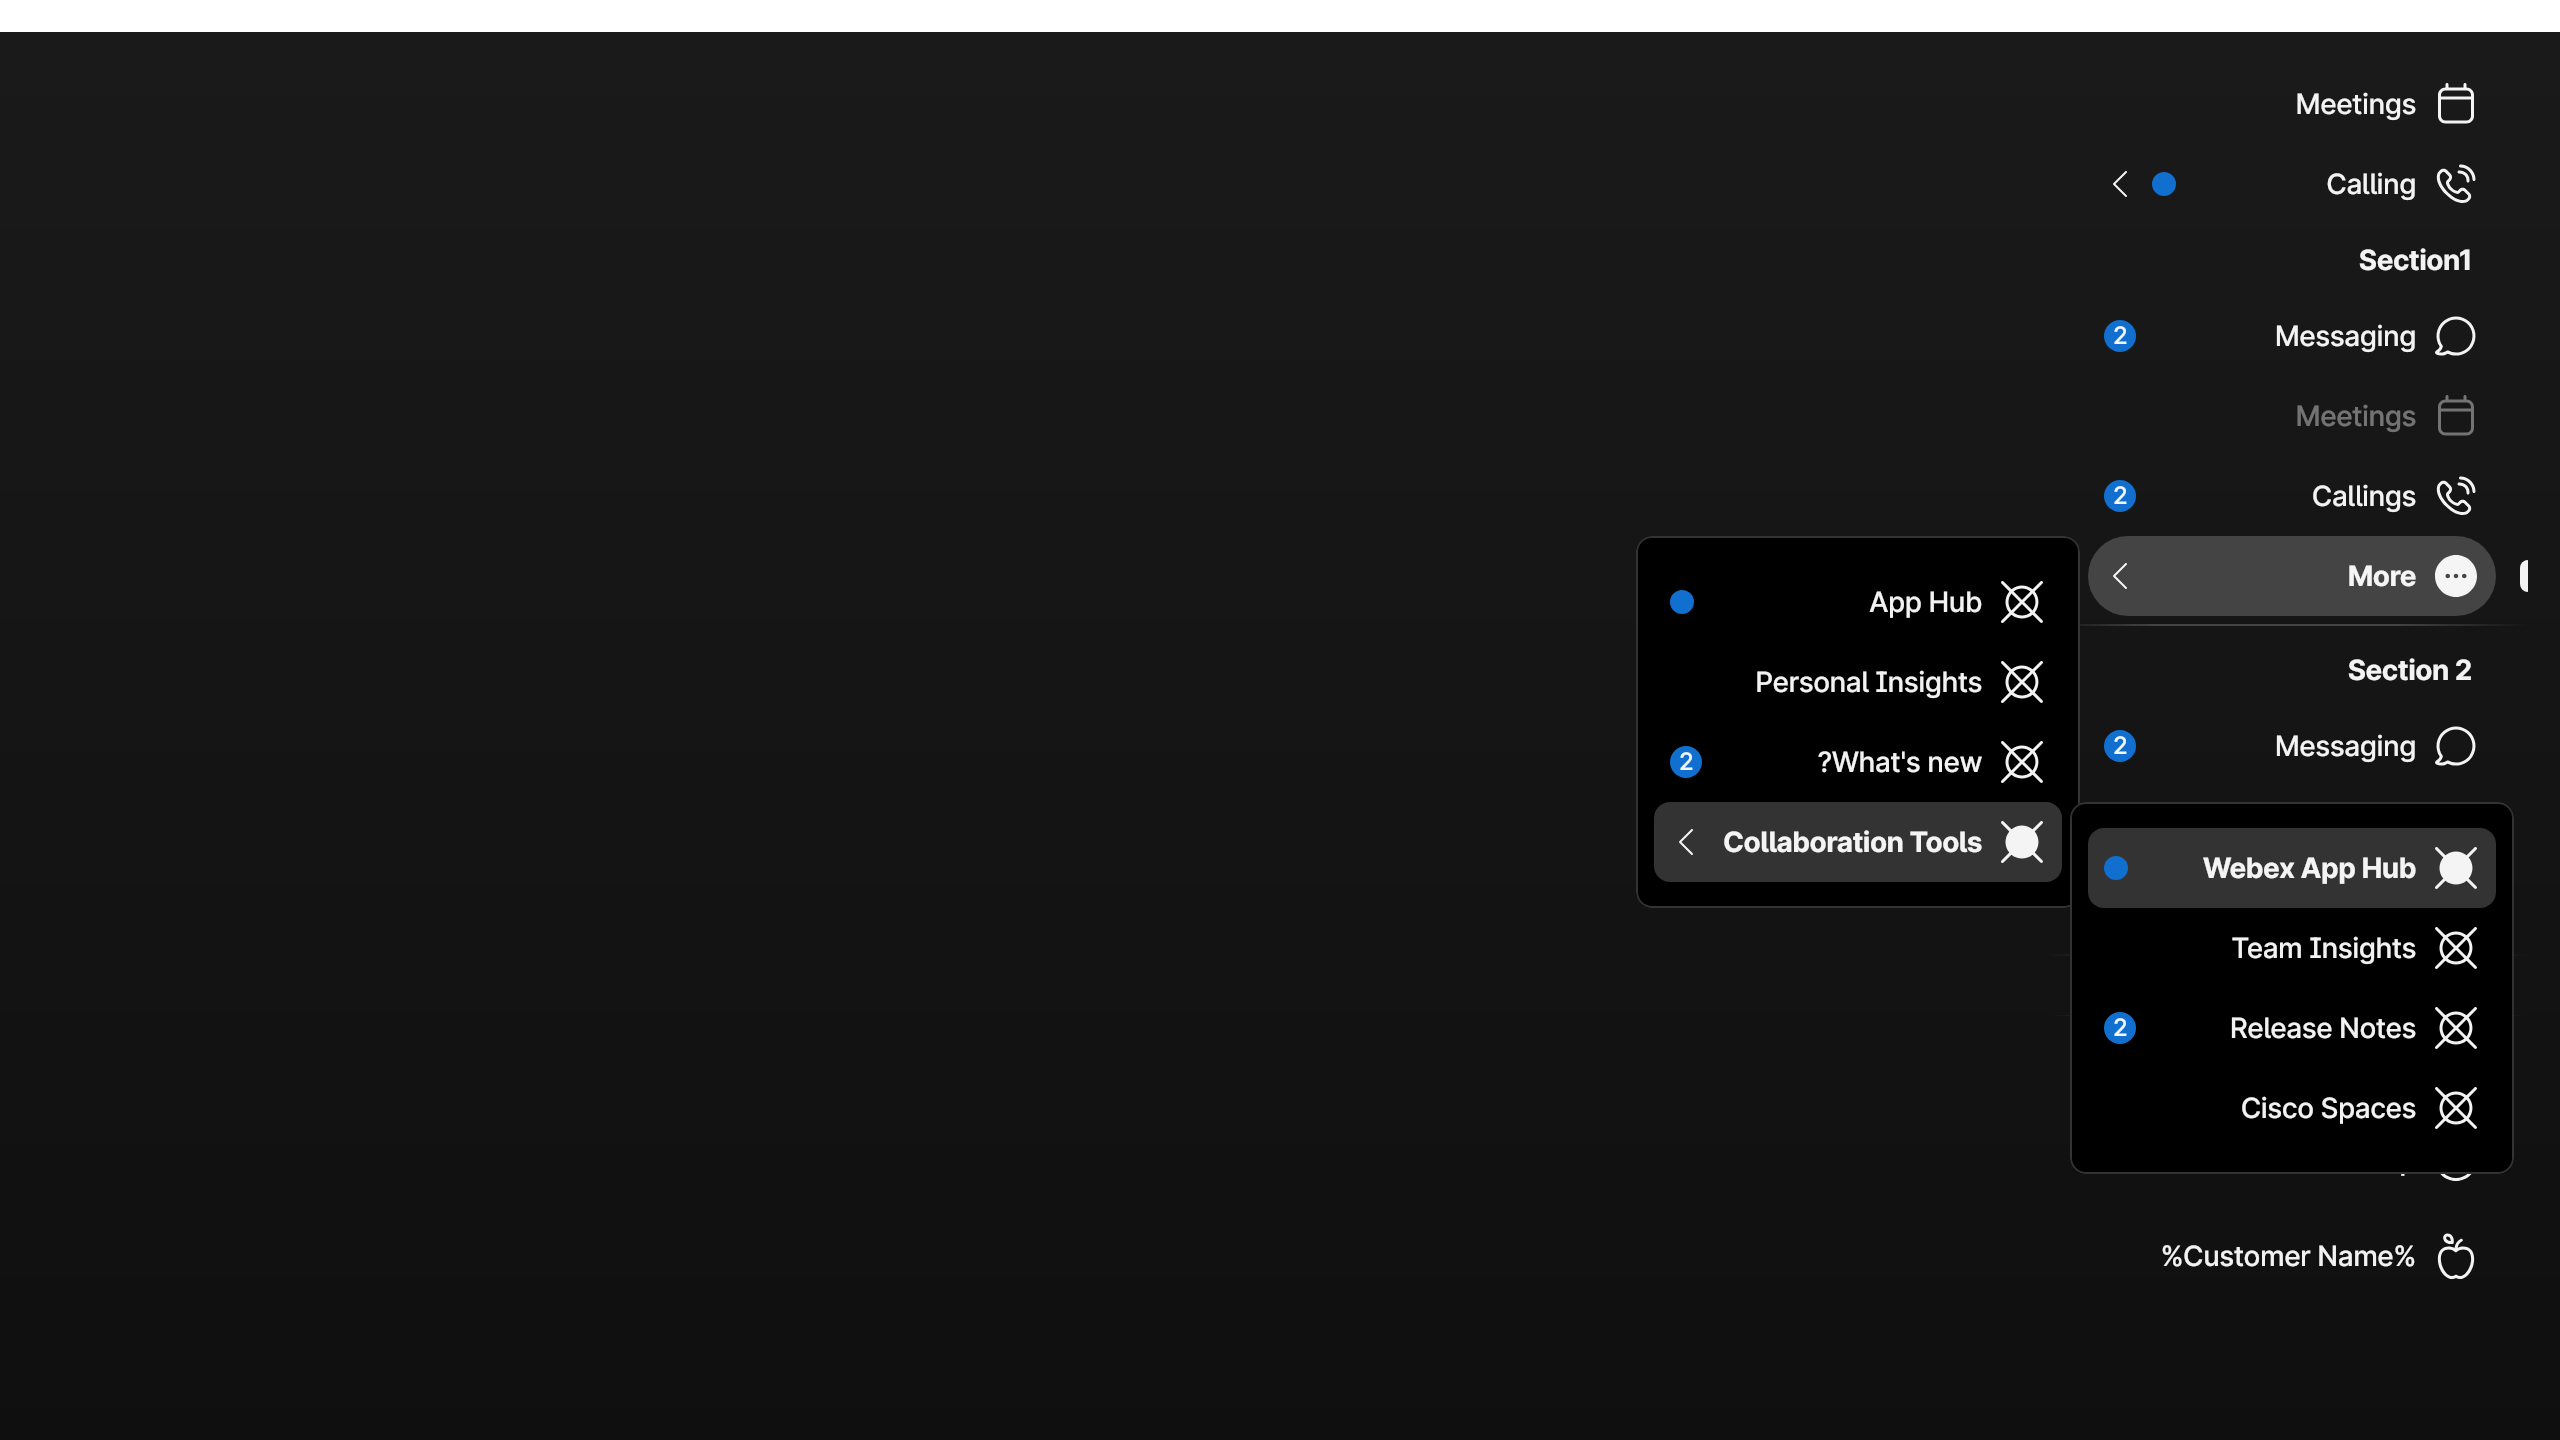 Meetings
Calling
Section1
Messaging 2
Meetings
Callings 2
More
Section 2
Messaging 2
App Hub
Personal Insights
?What's new 2
Collaboration Tools
Webex App Hub
Team Insights
Release Notes 2
Cisco Spaces
%Customer Name%